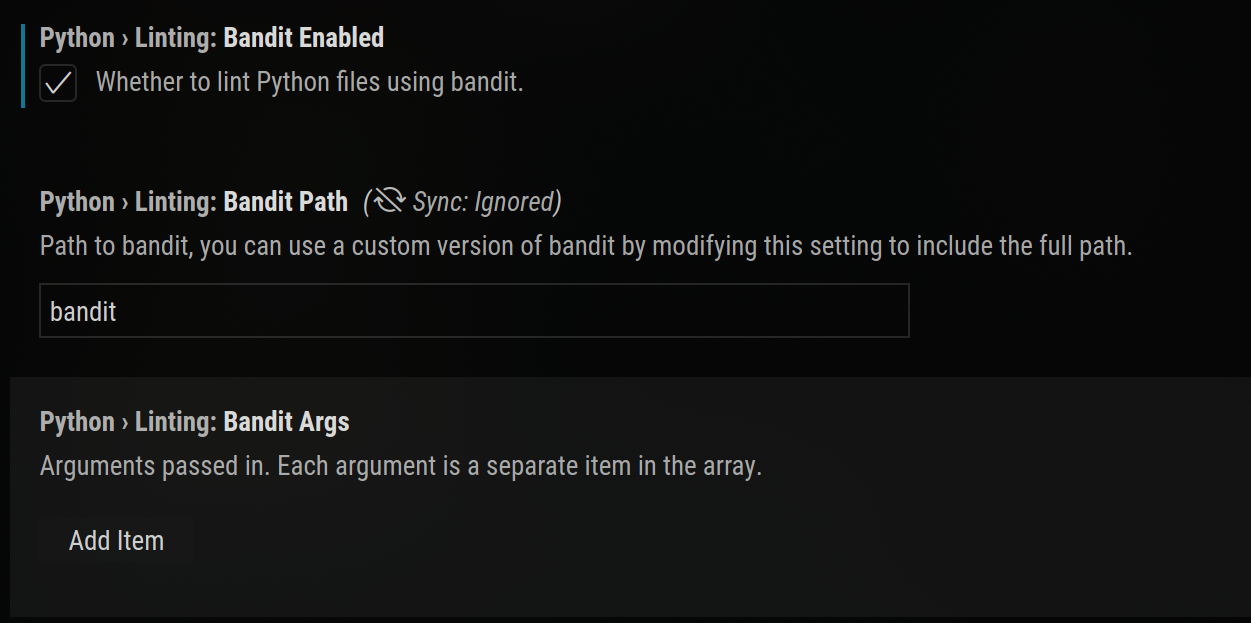 Python › Linting: Bandit Enabled
Whether to lint Python files using bandit.
Python › Linting: Bandit Path (Sync: Ignored)
Path to bandit, you can use a custom version of bandit by modifying this setting to include the full path.
bandit
Python › Linting: Bandit Args
Arguments passed in. Each argument is a separate item in the array.
Add Item